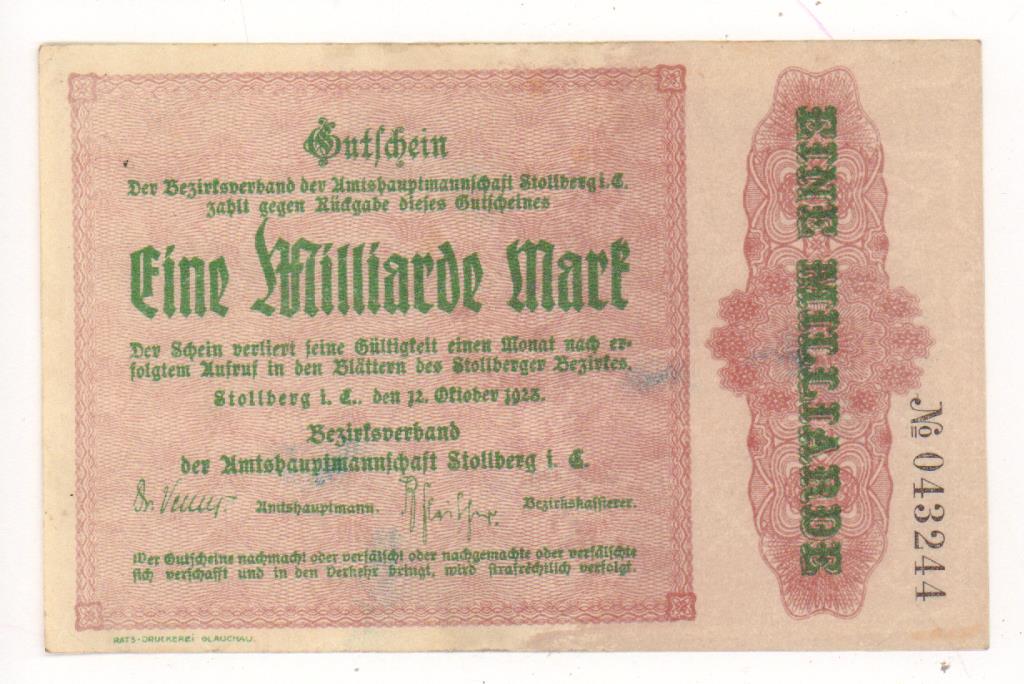 Gutschein
Der Bezirksverband der Amtshauptmannschaft Stollberg i. E.
zahlt gegen Rückgabe dieses Gutscheines
Eine Milliarde Mark
Der Schein verliert seine Gültigkeit einen Monat nach er-
folgtem Aufruf in den Blättern des Stollberger Bezirkes.
Stollberg i. E., den 12. Oktober 1923.
Bezirksverband
der Amtshauptmannschaft Stollberg i. E.
Amtshauptmann. Bezirkskassierer.
Wer Gutscheine nachmacht oder verfälscht oder nachgemachte oder verfälschte
sich verschafft und in den Verkehr bringt, wird strafrechtlich verfolgt.
RATS-DRUCKEREI GLAUCHAU.
EINE MILLIARDE
№ 043244